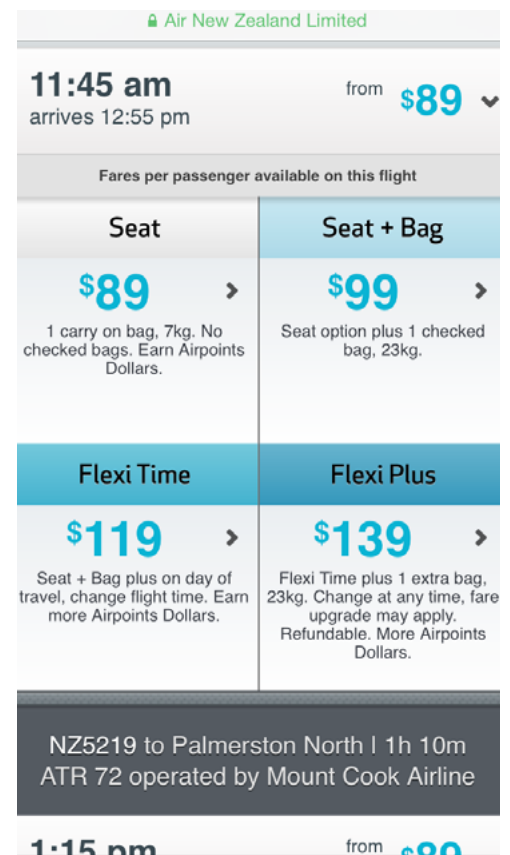 Air New Zealand Limited
11:45 am
from $89
arrives 12:55 pm
Fares per passenger available on this flight
Seat
$89
1 carry on bag, 7kg. No
checked bags. Earn Airpoints
Dollars.
Seat + Bag
$99
Seat option plus 1 checked
bag, 23kg.
Flexi Time
$119
Seat + Bag plus on day of
travel, change flight time. Earn
more Airpoints Dollars.
Flexi Plus
$139
Flexi Time plus 1 extra bag,
23kg. Change at any time, fare
upgrade may apply.
Refundable. More Airpoints
Dollars.
NZ5219 to Palmerston North | 1h 10m
ATR 72 operated by Mount Cook Airline
1:15 pm
from $89